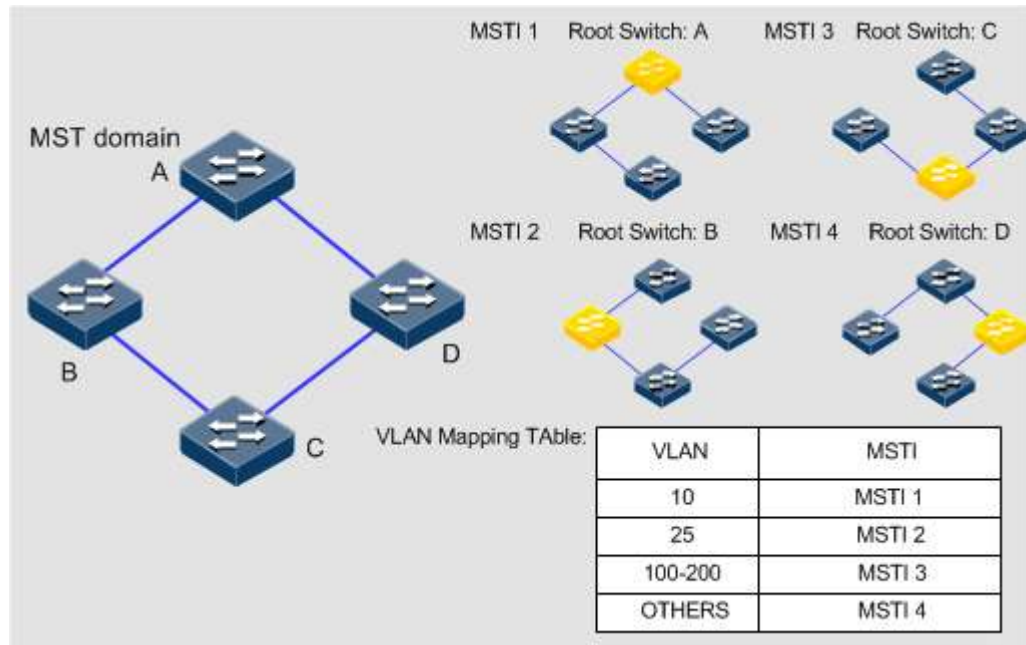 MSTI 1 Root Switch: A MSTI 3 Root Switch: C
MST domain
A
B
D
C
MSTI 2 Root Switch: B MSTI 4 Root Switch: D
VLAN Mapping TAble:
VLAN MSTI
10 MSTI 1
25 MSTI 2
100-200 MSTI 3
OTHERS MSTI 4